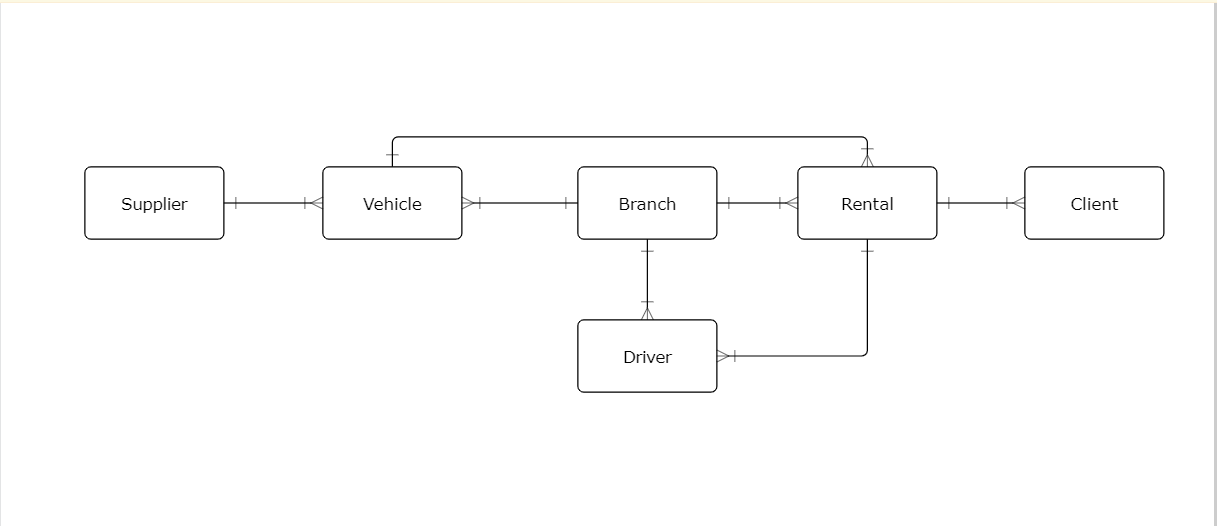 Supplier
Vehicle
Branch
Rental
Client
Driver